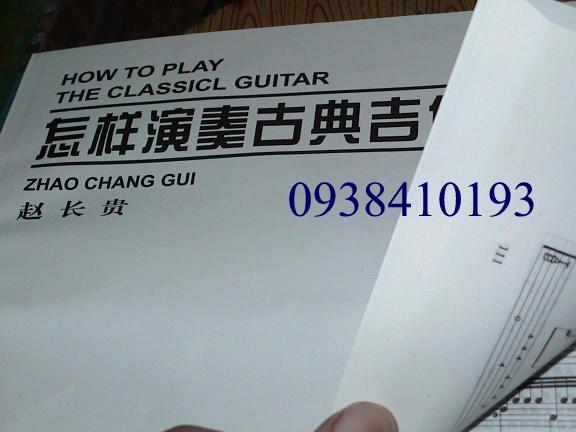 HOW TO PLAY
THE CLASSICL GUITAR
怎样演奏古典吉
ZHAO CHANG GUI
赵长贵
0938410193
111